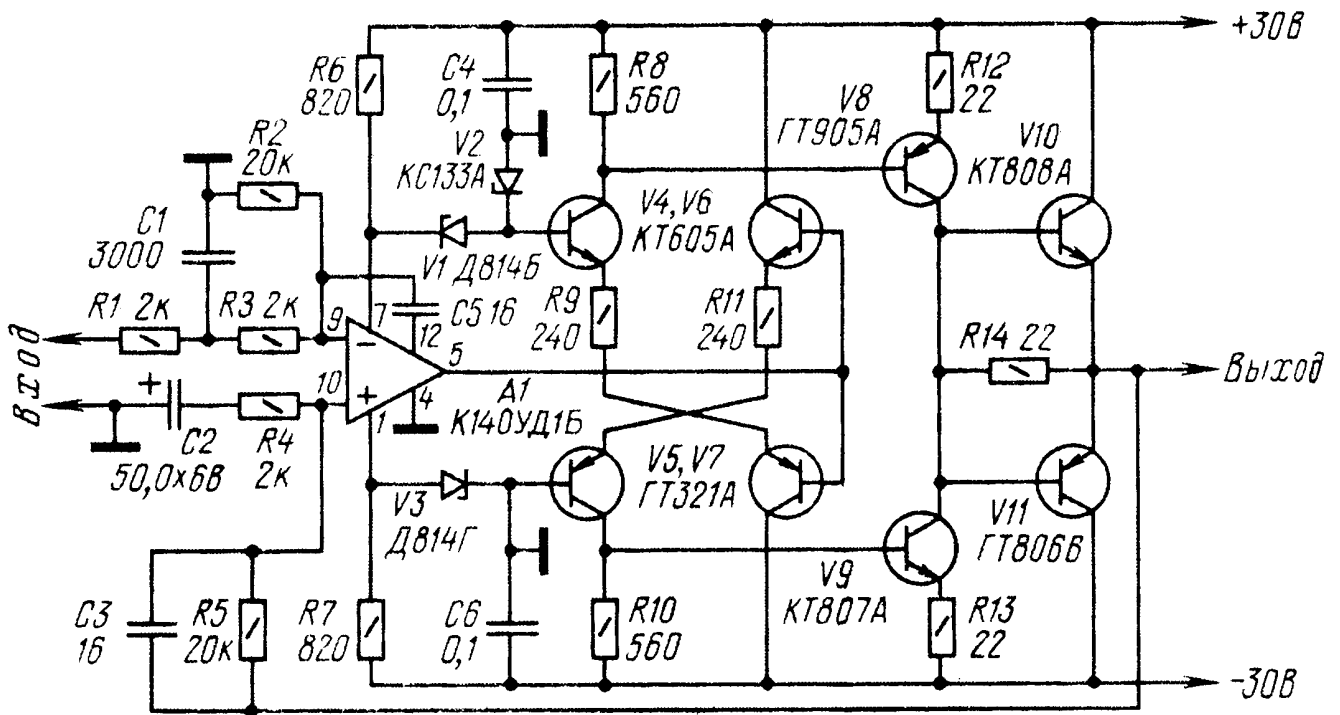 +30В
R6
820
C4
0,1
R8
560
R12
22
V8
ГТ905А
V10
КТ808А
R2
20к
V2
КС133А
V4, V6
КТ605А
C1
3000
V1 Д814Б
R1 2к
R3 2к
9
7
C5 16
12
R9
240
R11
240
R14 22
5
ВХОД
Выход
10
4
1
A1
К140УД1Б
+
C2
50,0×6В
R4
2к
V3
Д814Г
V5, V7
ГТ321А
V11
ГТ806В
V9
КТ807А
C3
16
R5
20к
R7
820
C6
0,1
R10
560
R13
22
-30В